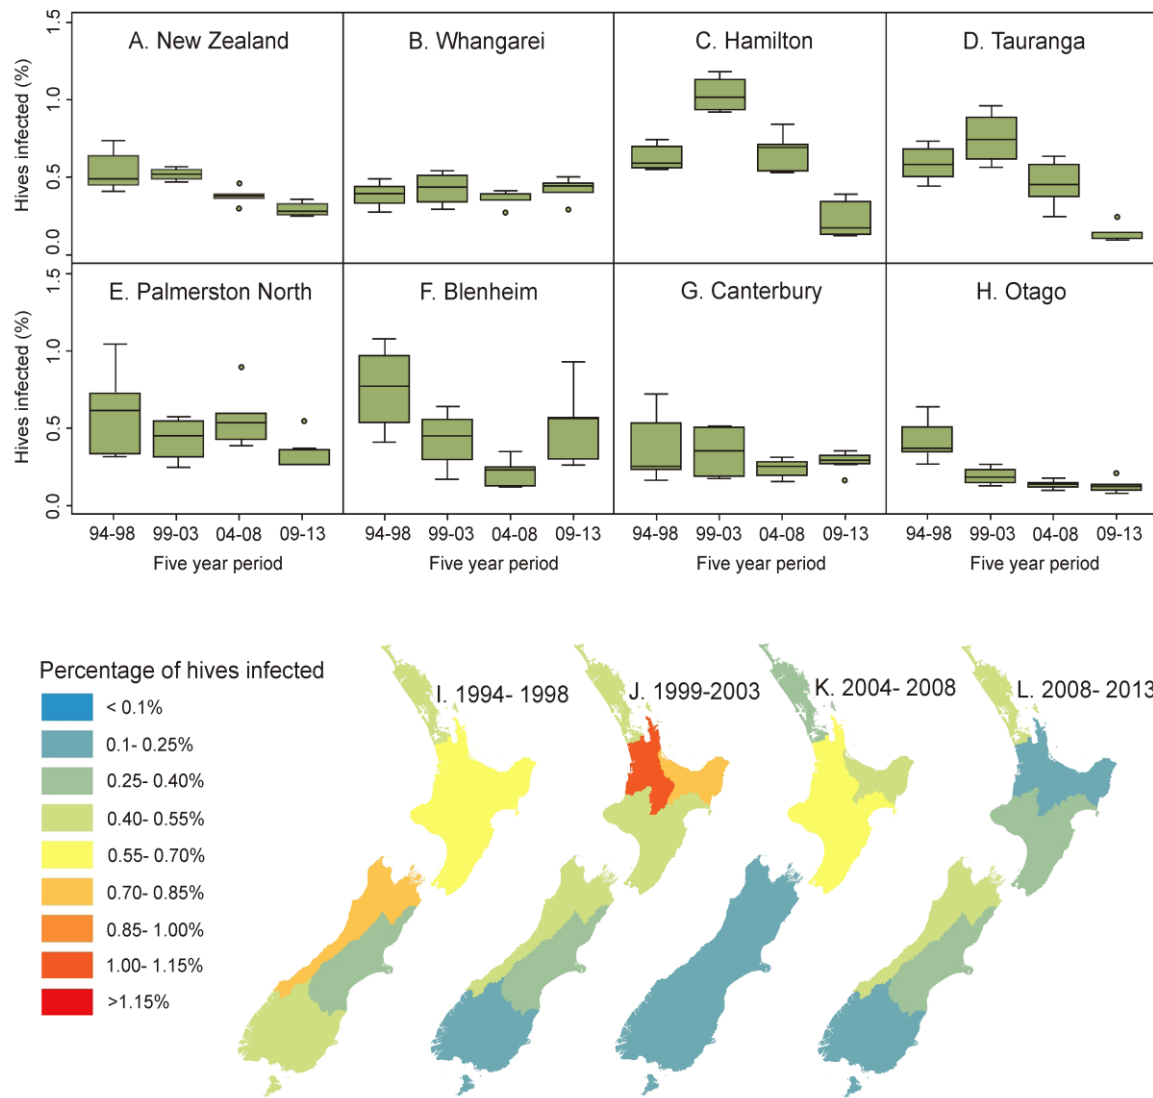 A. New Zealand
B. Whangarei
C. Hamilton
D. Tauranga
Hives infected (%)
1.5
1.0
0.5
0.0
E. Palmerston North
F. Blenheim
G. Canterbury
H. Otago
Hives infected (%)
1.5
1.0
0.5
0.0
94-98 99-03 04-08 09-13
94-98 99-03 04-08 09-13
94-98 99-03 04-08 09-13
94-98 99-03 04-08 09-13
Five year period
Five year period
Five year period
Five year period
Percentage of hives infected
< 0.1%
0.1- 0.25%
0.25- 0.40%
0.40- 0.55%
0.55- 0.70%
0.70- 0.85%
0.85- 1.00%
1.00- 1.15%
>1.15%
I. 1994- 1998
J. 1999-2003
K. 2004- 2008
L. 2008- 2013